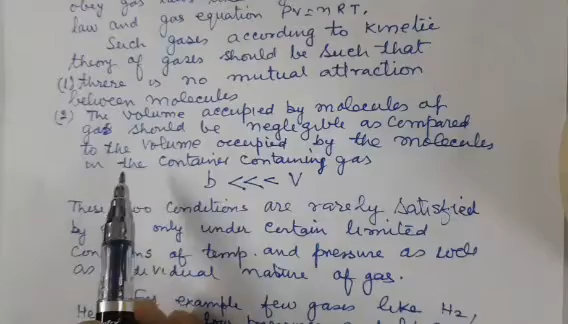 obey gas
law and gas equation PV = nRT.
Such gases according to kinetic
theory of gases should be such that
(1) threre is no mutual attraction
between molecules
(2) The volume occupied by molecules of
gas should be negligible as compared
to the volume occupied by the molecules
in the container containing gas
b <<< V
These two conditions are rarely satisfied
by only under certain limited
of temp. and pressure as well
as nature of gas.
For example few gases like H2,
He